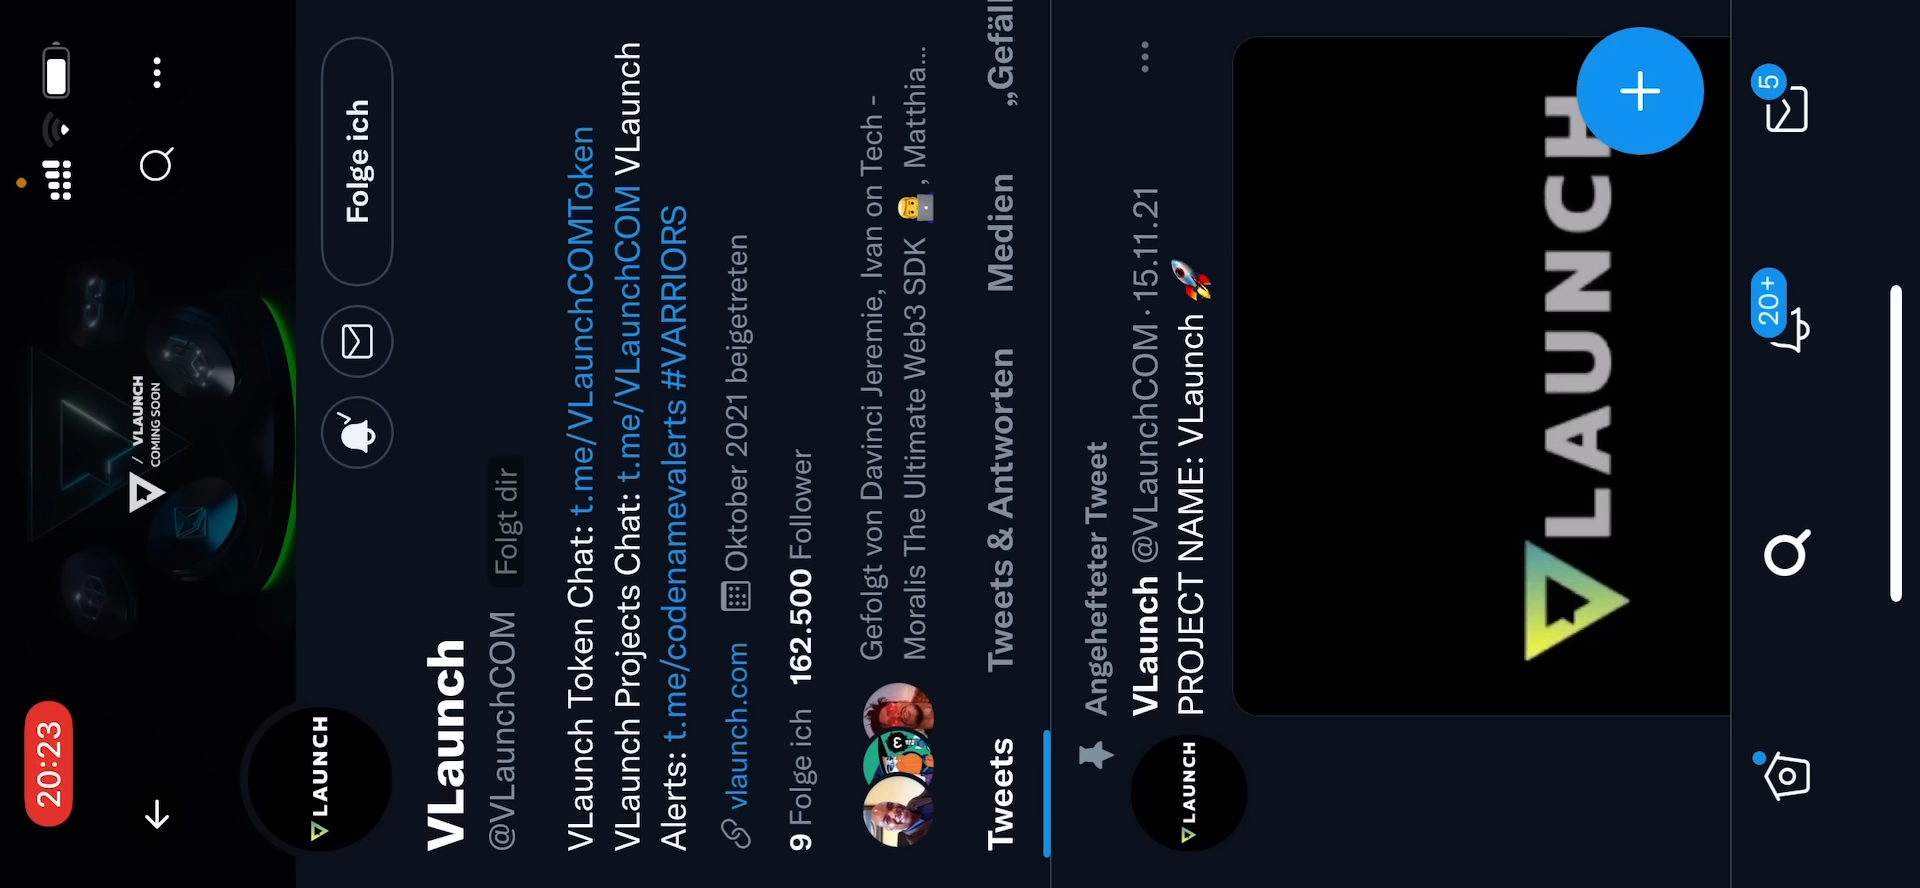 20:23
/ VLAUNCH
COMING SOON
VLAUNCH
Folge ich
VLaunch
@VLaunchCOM Folgt dir
VLaunch Token Chat: t.me/VLaunchCOMToken
VLaunch Projects Chat: t.me/VLaunchCOM VLaunch
Alerts: t.me/codenamevalerts #VARRIORS
vlaunch.com Oktober 2021 beigetreten
9 Folge ich 162.500 Follower
Gefolgt von Davinci Jeremie, Ivan on Tech -
Moralis The Ultimate Web3 SDK 👨‍💻, Matthia...
Tweets Tweets & Antworten Medien „Gefäll
Angehefteter Tweet
VLaunch @VLaunchCOM · 15.11.21
PROJECT NAME: VLaunch 🚀
VLAUNCH
LAUNCH
20+
5